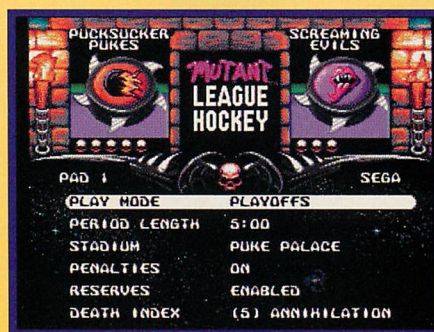 PUCKSUCKER
PUKES
SCREAMING
EVILS
MUTANT
LEAGUE
HOCKEY
PAD 1 SEGA
PLAY MODE PLAYOFFS
PERIOD LENGTH 5:00
STADIUM PUKE PALACE
PENALTIES ON
RESERVES ENABLED
DEATH INDEX (5) ANNIHILATION